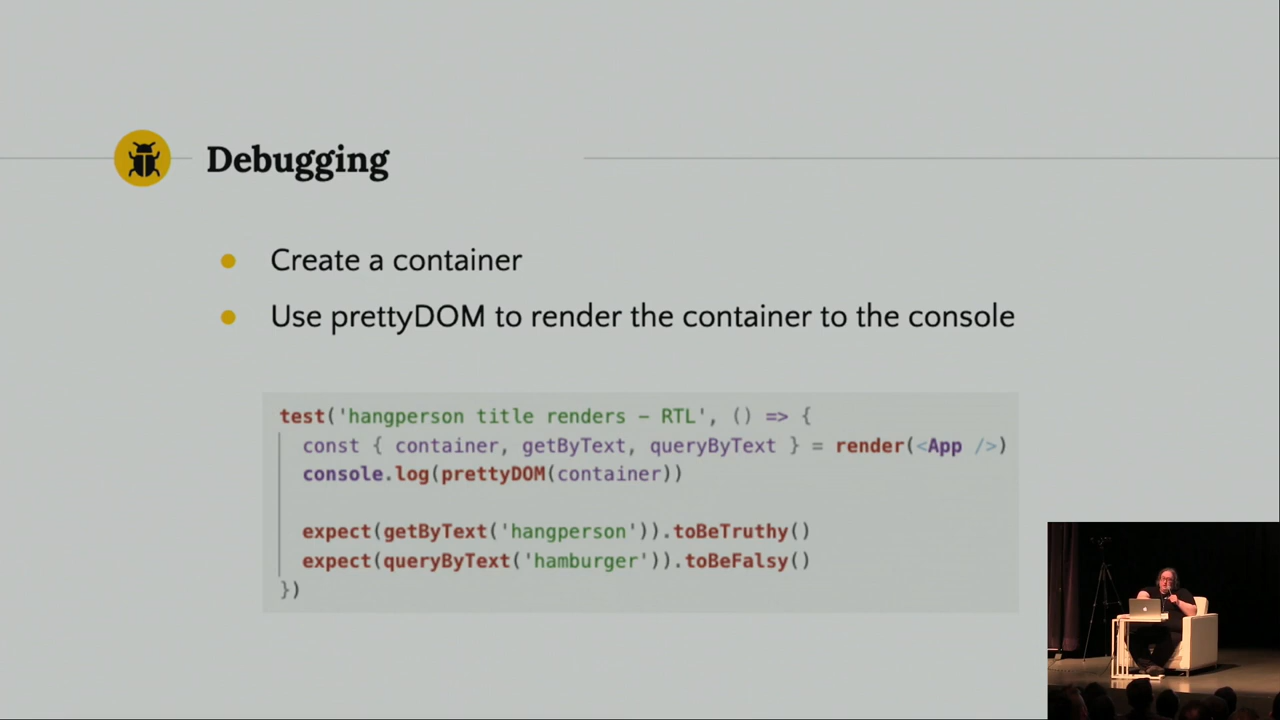 Debugging
Create a container
Use prettyDOM to render the container to the console
test('hangperson title renders – RTL', () => {
const { container, getByText, queryByText } = render(<App />)
console.log(prettyDOM(container))
expect(getByText('hangperson')).toBeTruthy()
expect(queryByText('hamburger')).toBeFalsy()
})